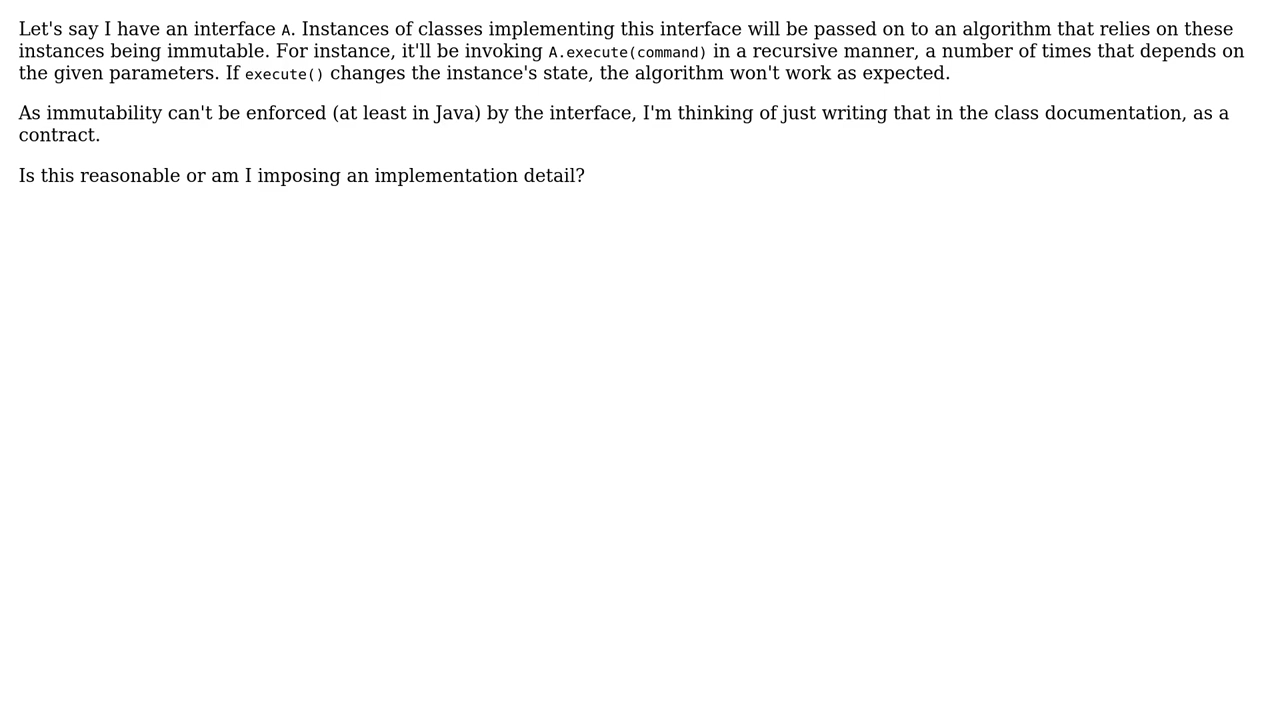 Let's say I have an interface A. Instances of classes implementing this interface will be passed on to an algorithm that relies on these
instances being immutable. For instance, it'll be invoking A.execute(command) in a recursive manner, a number of times that depends on
the given parameters. If execute() changes the instance's state, the algorithm won't work as expected.
As immutability can't be enforced (at least in Java) by the interface, I'm thinking of just writing that in the class documentation, as a
contract.
Is this reasonable or am I imposing an implementation detail?